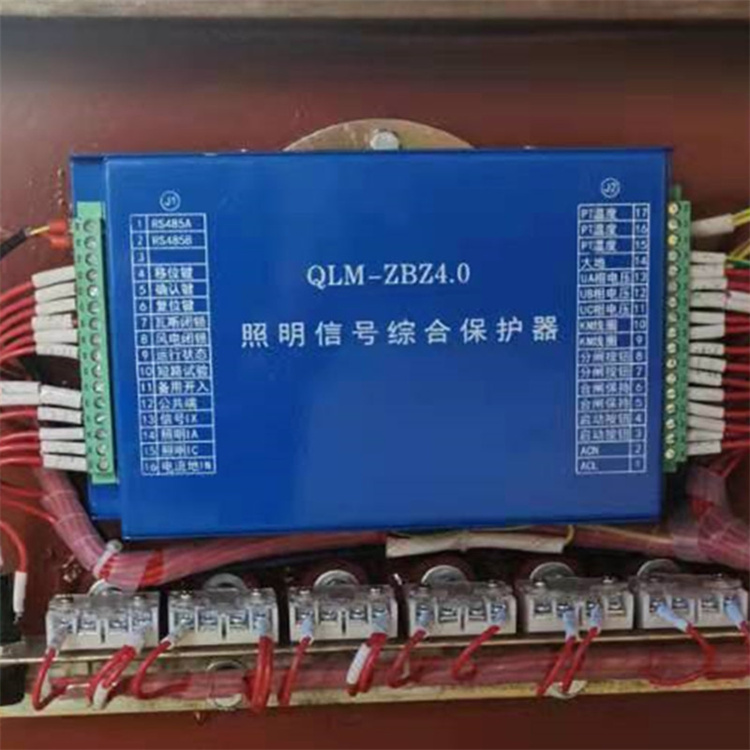 J1
1 RS485A
2 RS485B
3
4 移位键
5 确认键
6 复位键
7 瓦斯闭锁
8 风电闭锁
9 运行状态
10 短路试验
11 备用开入
12 公共端
13 信号IX
14 照明IA
15 照明IC
16 电流地IN
QLM-ZBZ4.0
照明信号综合保护器
J2
PT温度 17
PT温度 16
PT温度 15
大地 14
UA相电压 13
UB相电压 12
UC相电压 11
KM线圈 10
KM线圈 9
分闸按钮 8
分闸按钮 7
合闸保持 6
合闸保持 5
启动按钮 4
启动按钮 3
ACN 2
ACL 1